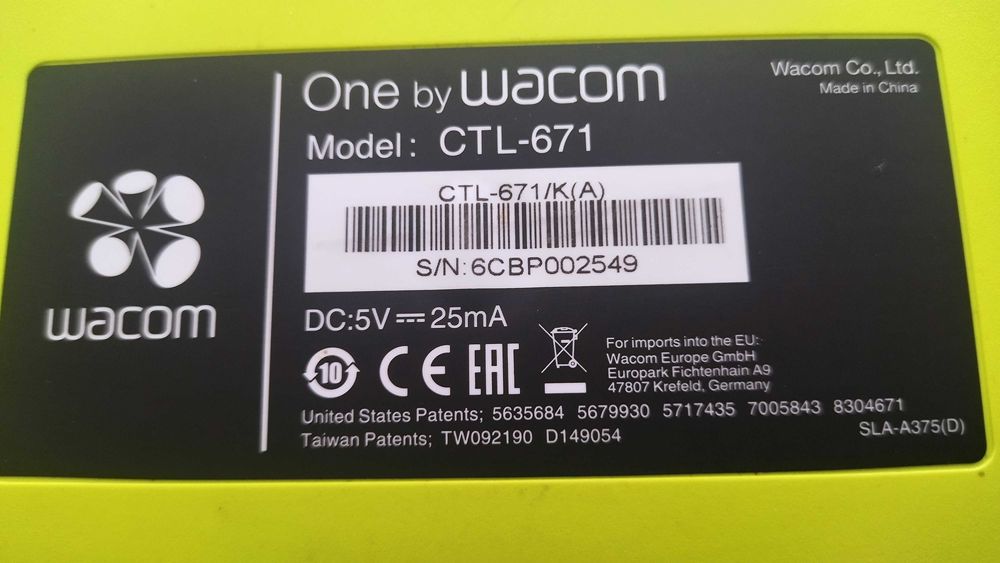 One by wacom
Wacom Co., Ltd.
Made in China
Model: CTL-671
CTL-671/K(A)
S/N: 6CBP002549
wacom
DC:5V ⎓ 25mA
10 CE EAC
For imports into the EU:
Wacom Europe GmbH
Europark Fichtenhain A9
47807 Krefeld, Germany
United States Patents; 5635684 5679930 5717435 7005843 8304671
Taiwan Patents; TW092190 D149054
SLA-A375(D)